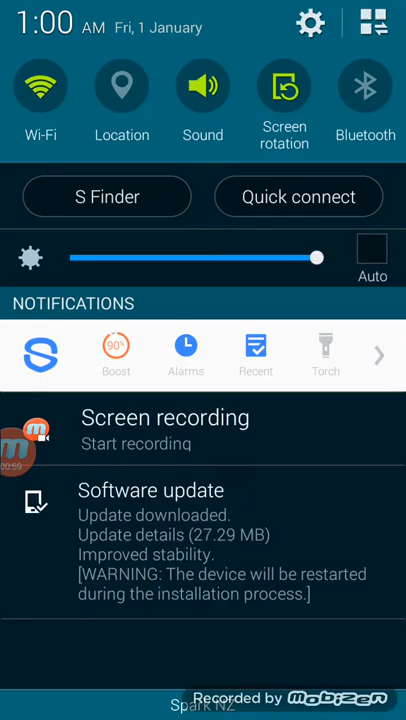 1:00 AM Fri, 1 January
Wi-Fi
Location
Sound
Screen
rotation
Bluetooth
S Finder
Quick connect
Auto
NOTIFICATIONS
90%
Boost
Alarms
Recent
Torch
Screen recording
Start recording
00:59
Software update
Update downloaded.
Update details (27.29 MB)
Improved stability.
[WARNING: The device will be restarted
during the installation process.]
Spark NZ
Recorded by mobizen